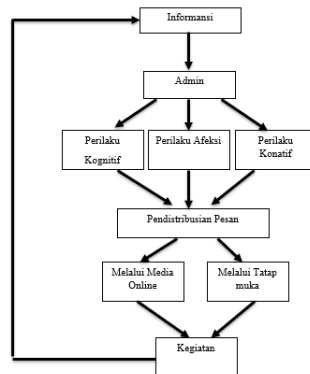 Informansi
Admin
Perilaku
Kognitif
Perilaku Afeksi
Perilaku
Konatif
Pendistribusian Pesan
Melalui Media
Online
Melalui Tatap
muka
Kegiatan